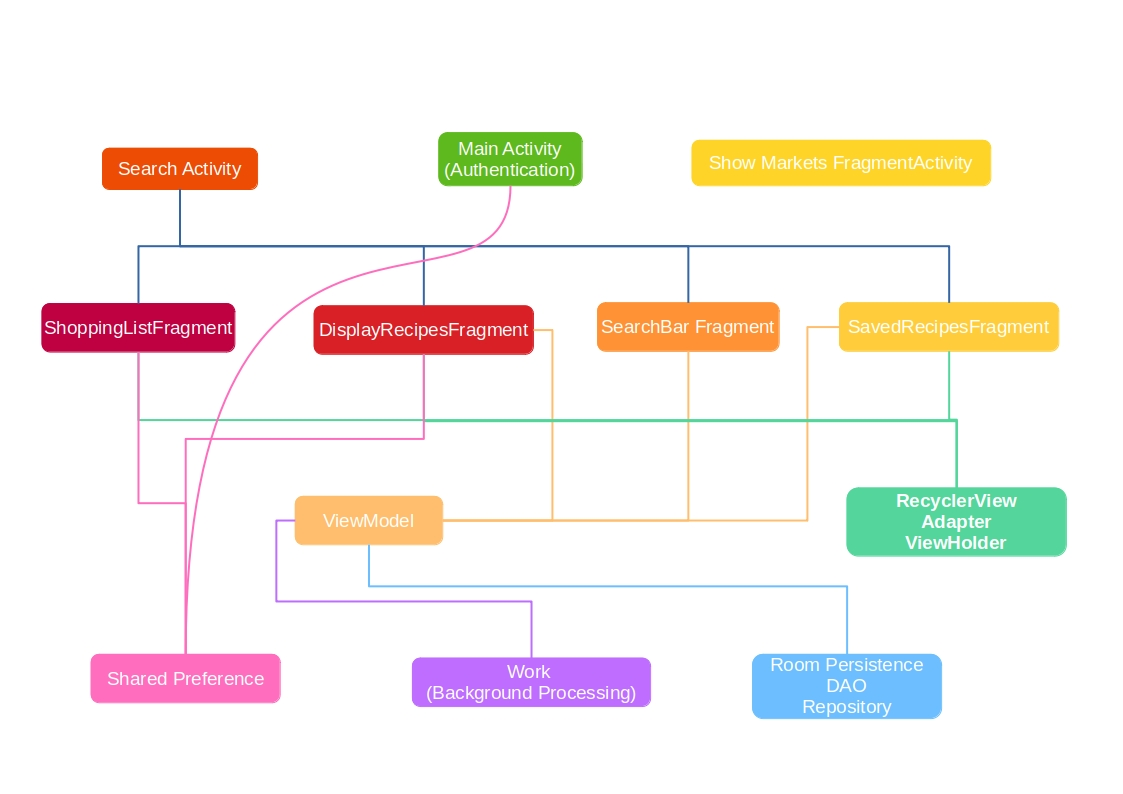 Search Activity
Main Activity
(Authentication)
Show Markets FragmentActivity
ShoppingListFragment
DisplayRecipesFragment
SearchBar Fragment
SavedRecipesFragment
ViewModel
RecyclerView
Adapter
ViewHolder
Shared Preference
Work
(Background Processing)
Room Persistence
DAO
Repository